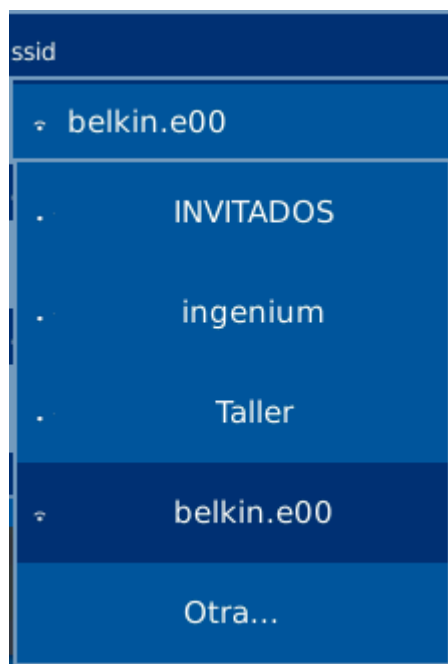 ssid
belkin.e00
INVITADOS
ingenium
Taller
belkin.e00
Otra...